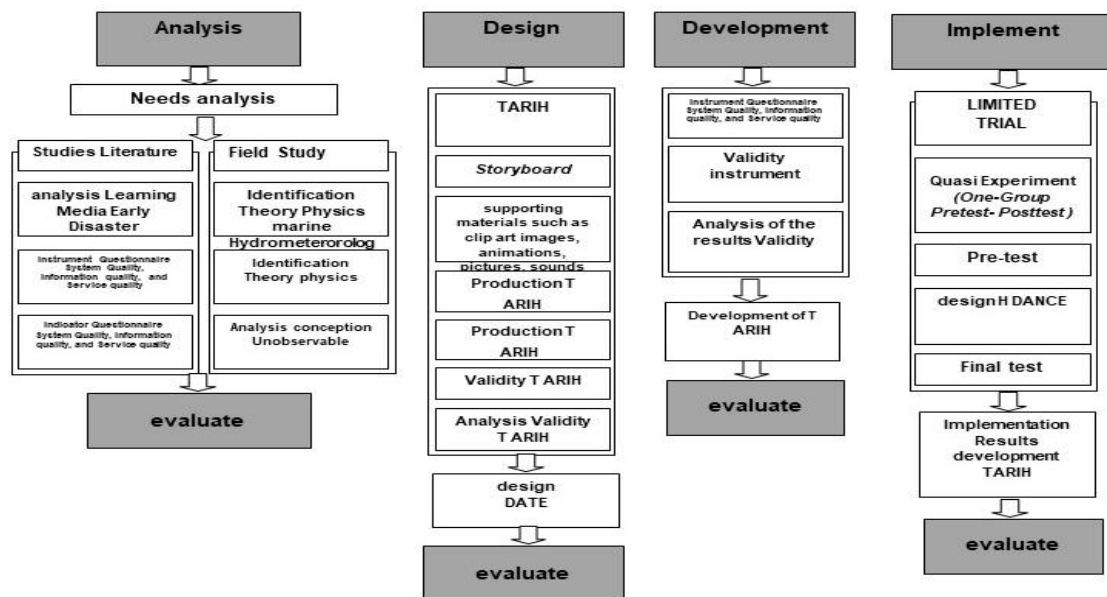 Analysis
Needs analysis
Studies Literature
analysis Learning
Media Early
Disaster
Instrument Questionnaire
System Quality,
Information quality, and
Service quality
Indicator Questionnaire
System Quality, Information
quality, and Service quality
Field Study
Identification
Theory Physics
marine
Hydrometerorolog
Identification
Theory physics
Analysis conception
Unobservable
evaluate
Design
TARIH
Storyboard
supporting
materials such as
clip art images,
animations,
pictures, sounds
Production T
ARIH
Production T
ARIH
Validity T ARIH
Analysis Validity
T ARIH
design
DATE
evaluate
Development
Instrument Questionnaire
System Quality, Information
quality, and Service quality
Validity
instrument
Analysis of the
results Validity
Development of T
ARIH
evaluate
Implement
LIMITED
TRIAL
Quasi Experiment
(One-Group
Pretest- Posttest )
Pre-test
design H DANCE
Final test
Implementation
Results
development
TARIH
evaluate